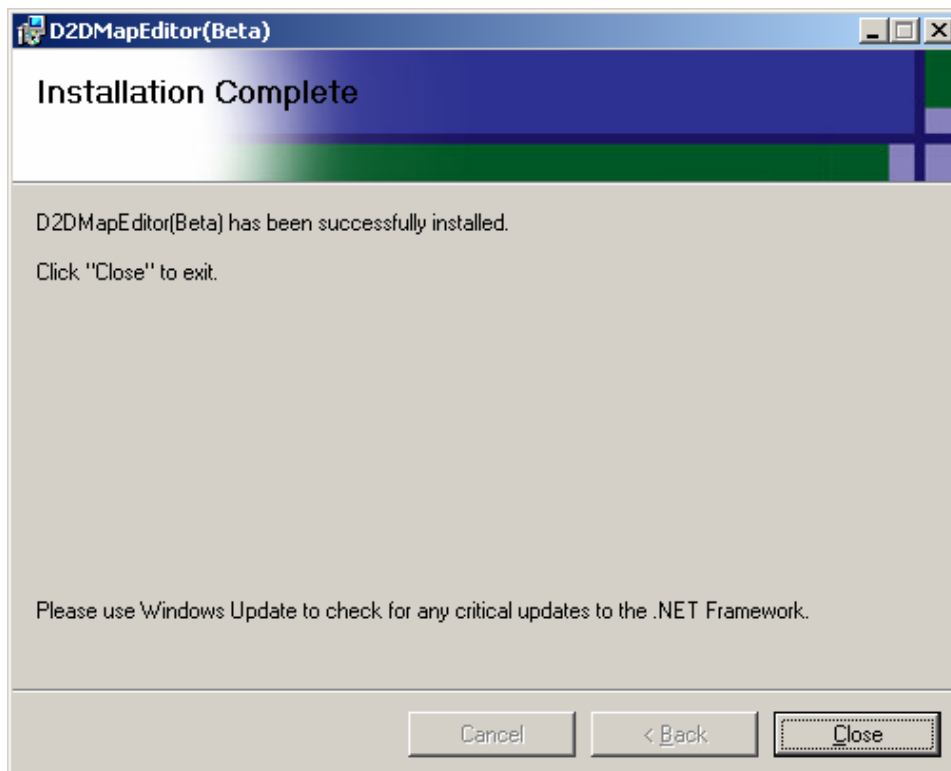 D2DMapEditor(Beta)
Installation Complete
D2DMapEditor(Beta) has been successfully installed.
Click "Close" to exit.
Please use Windows Update to check for any critical updates to the .NET Framework.
Cancel
< Back
Close